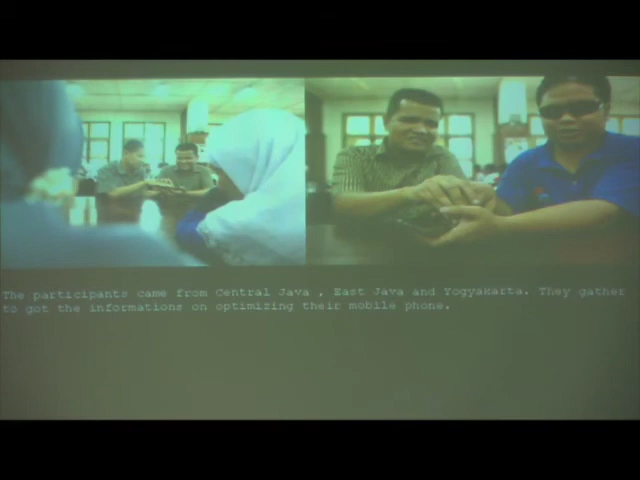 The participants came from Central Java , East Java and Yogyakarta. They gather
to got the informations on optimizing their mobile phone.